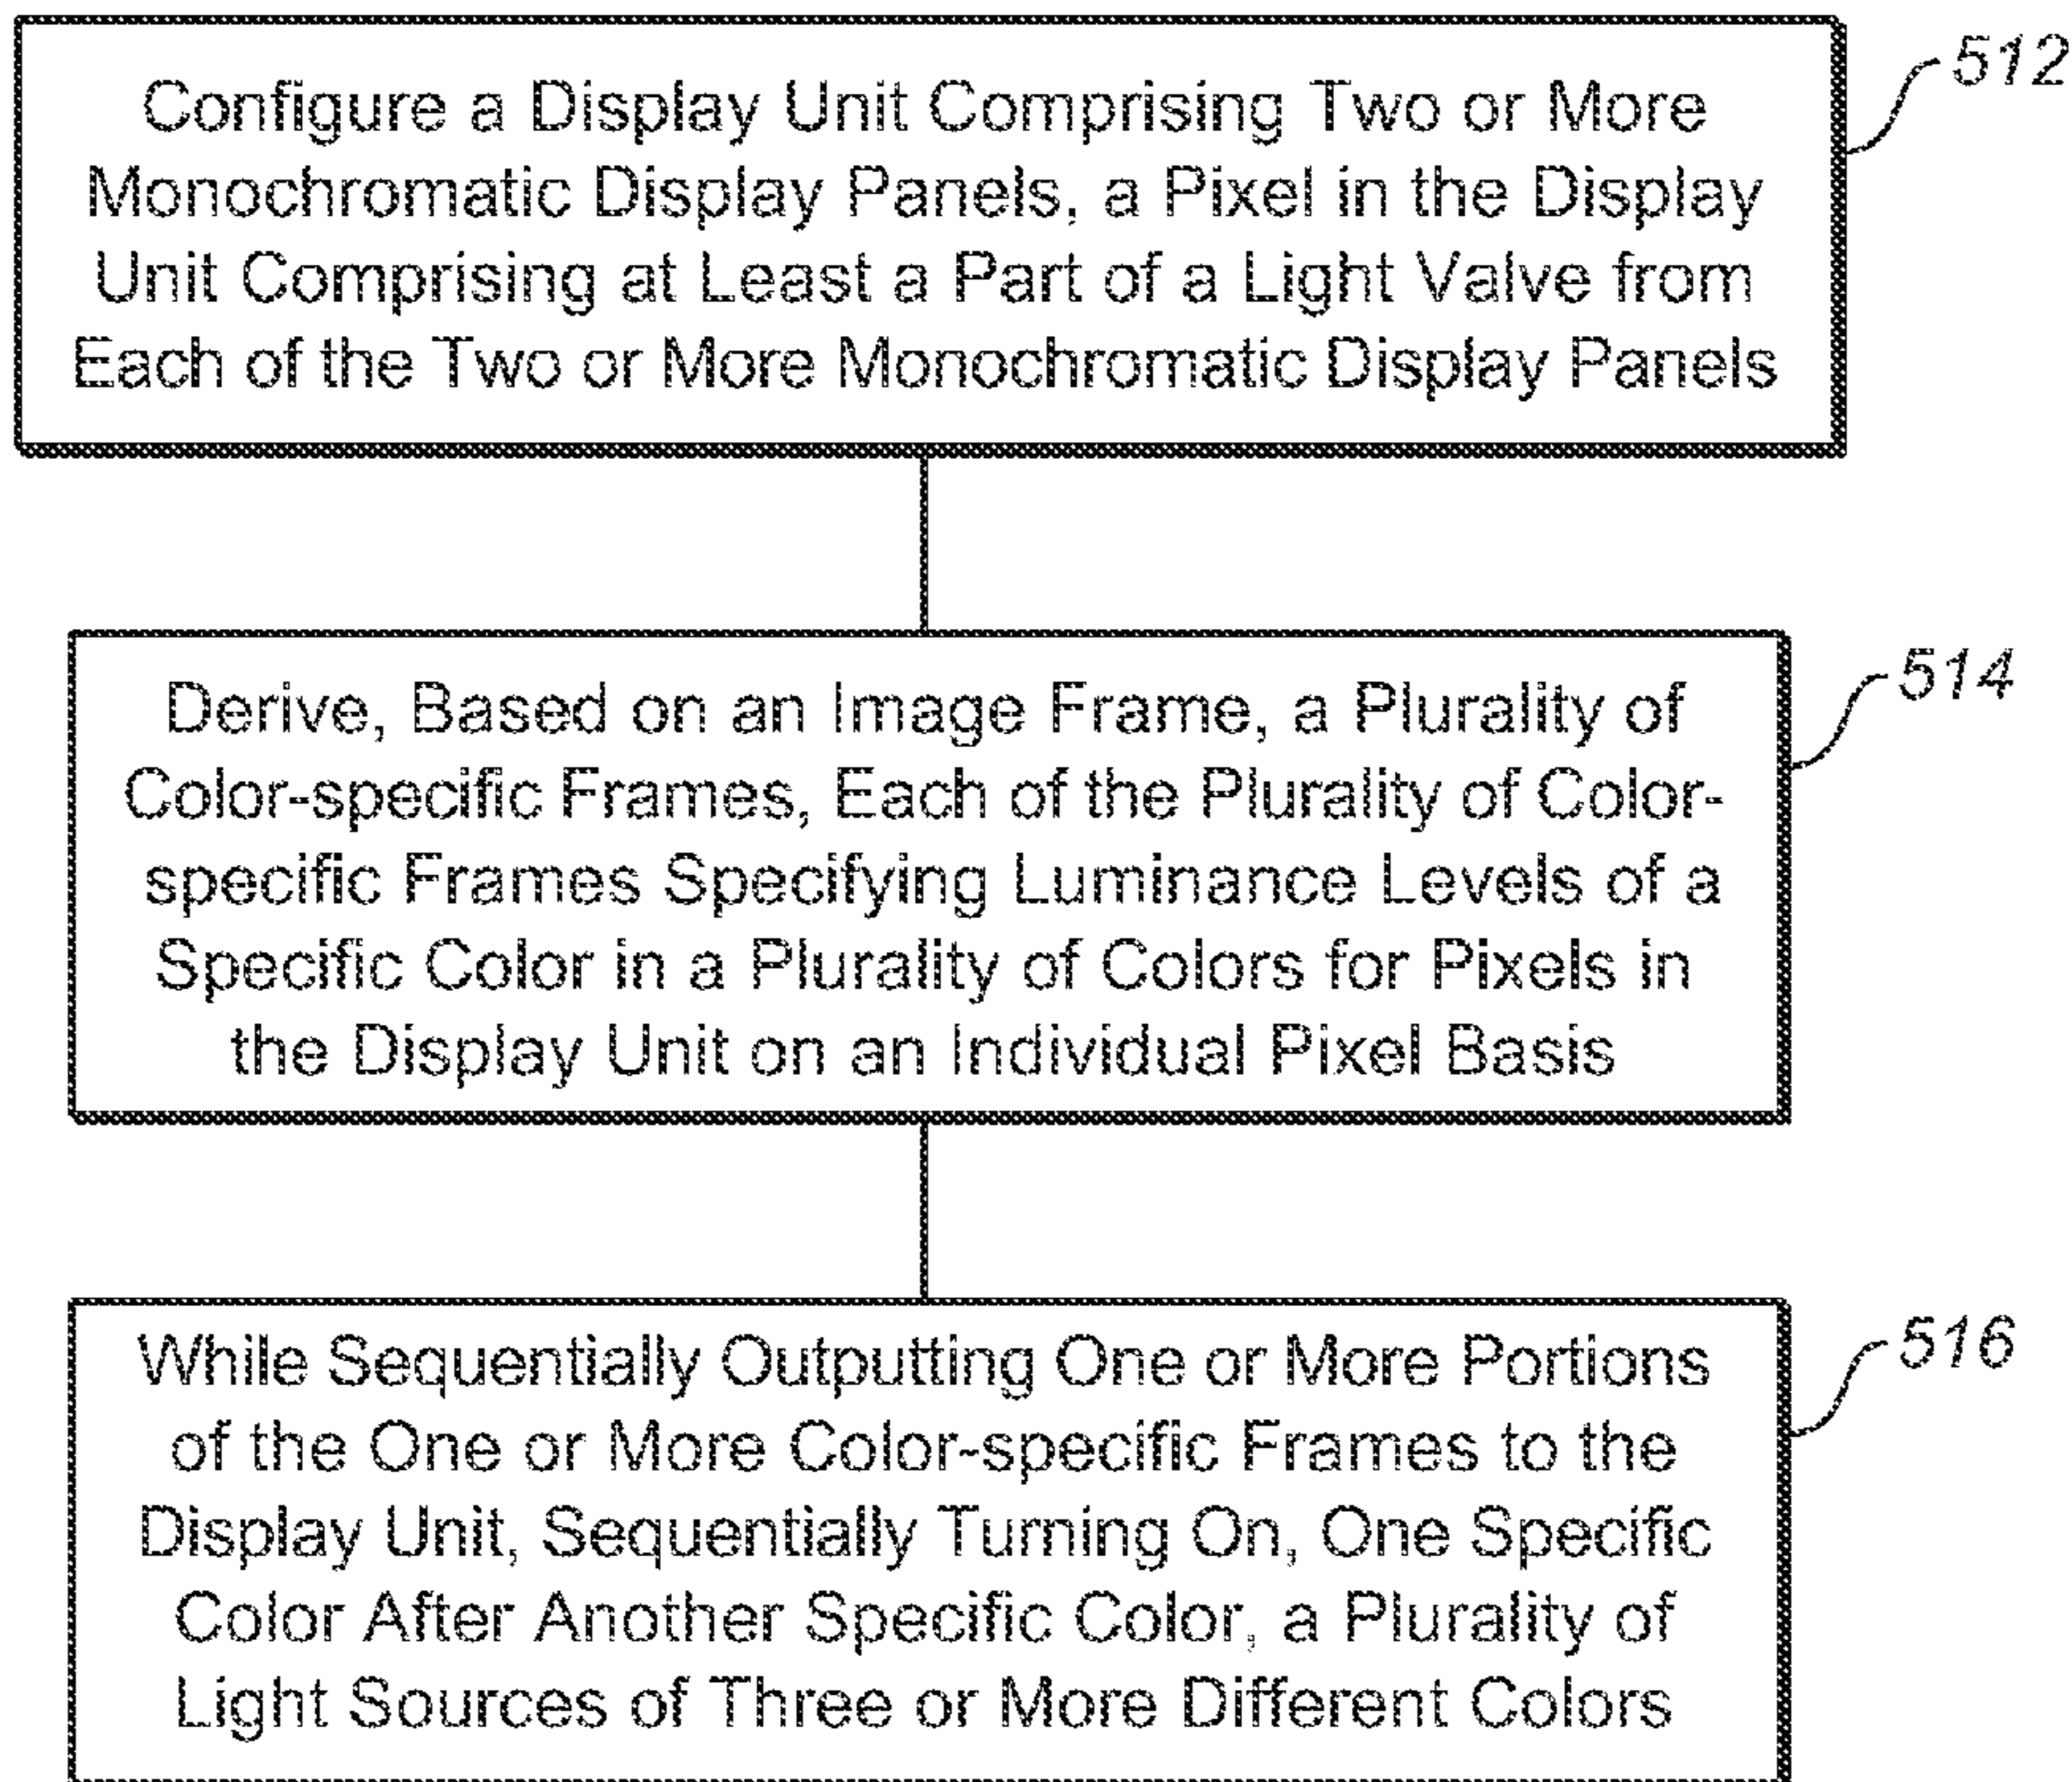 Configure a Display Unit Comprising Two or More
Monochromatic Display Panels, a Pixel in the Display
Unit Comprising at Least a Part of a Light Valve from
Each of the Two or More Monochromatic Display Panels
512
Derive, Based on an Image Frame, a Plurality of
Color-specific Frames, Each of the Plurality of Color-
specific Frames Specifying Luminance Levels of a
Specific Color in a Plurality of Colors for Pixels in
the Display Unit on an Individual Pixel Basis
514
While Sequentially Outputting One or More Portions
of the One or More Color-specific Frames to the
Display Unit, Sequentially Turning On, One Specific
Color After Another Specific Color, a Plurality of
Light Sources of Three or More Different Colors
516